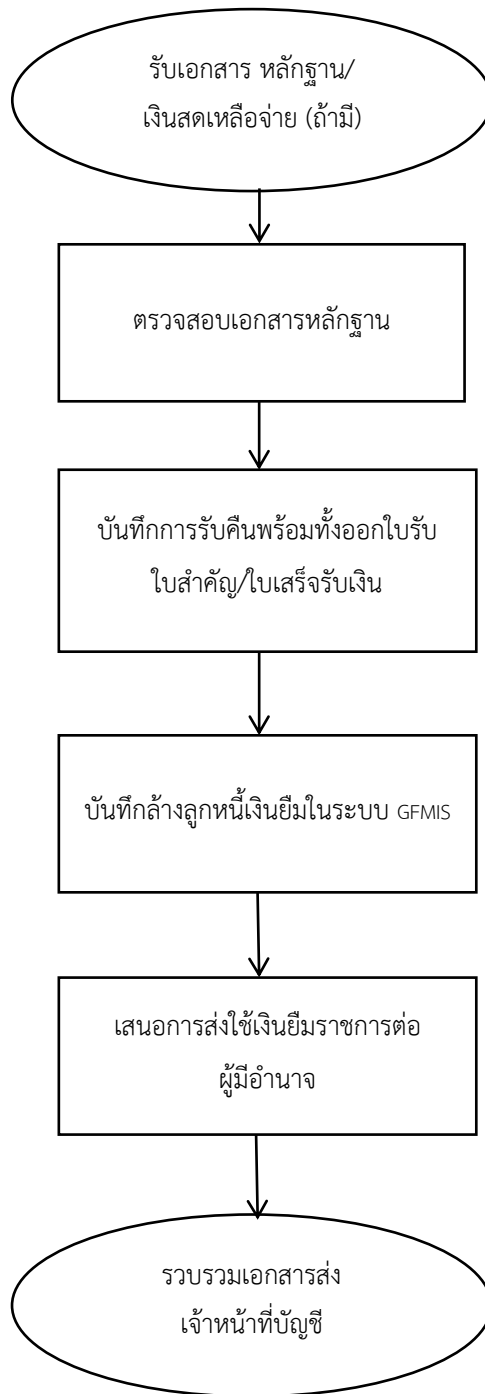 รับเอกสาร หลักฐาน/
เงินสดเหลือจ่าย (ถ้ามี)
ตรวจสอบเอกสารหลักฐาน
บันทึกการรับคืนพร้อมทั้งออกใบรับ
ใบสำคัญ/ใบเสร็จรับเงิน
บันทึกล้างลูกหนี้เงินยืมในระบบ GFMIS
เสนอการส่งใช้เงินยืมราชการต่อ
ผู้มีอำนาจ
รวบรวมเอกสารส่ง
เจ้าหน้าที่บัญชี